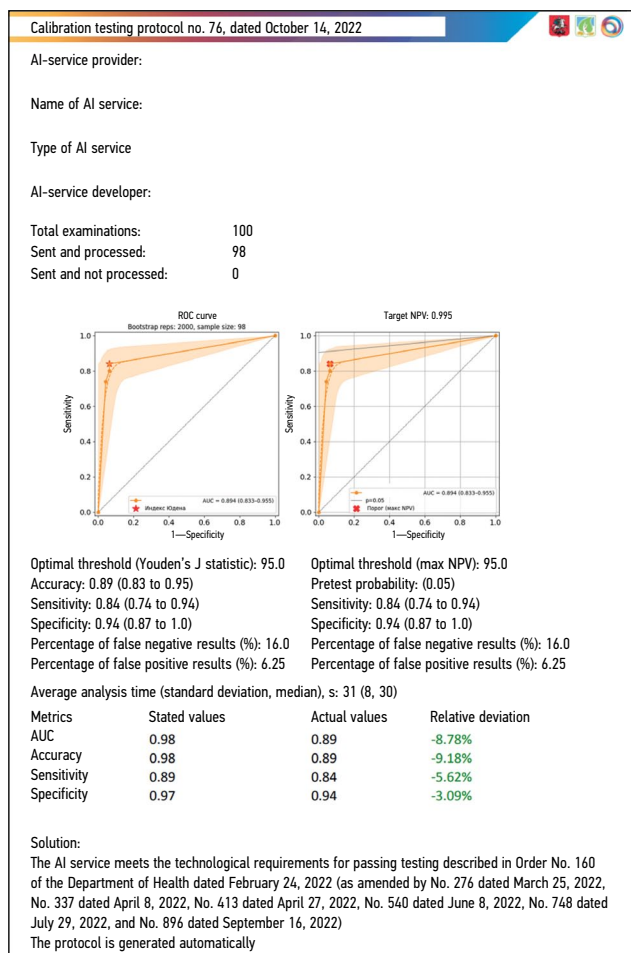 Calibration testing protocol no. 76, dated October 14, 2022
AI-service provider:
Name of AI service:
Type of AI service
AI-service developer:
Total examinations: 100
Sent and processed: 98
Sent and not processed: 0
ROC curve
Bootstrap reps: 2000, sample size: 98
Sensitivity
1.0
0.8
0.6
0.4
0.2
0.0
AUC = 0.894 (0.833-0.955)
Индекс Юдена
0.0 0.2 0.4 0.6 0.8 1.0
1—Specificity
Target NPV: 0.995
Sensitivity
1.0
0.8
0.6
0.4
0.2
0.0
AUC = 0.894 (0.833-0.955)
p=0.05
Порог (макс NPV)
0.0 0.2 0.4 0.6 0.8 1.0
1—Specificity
Optimal threshold (Youden’s J statistic): 95.0
Accuracy: 0.89 (0.83 to 0.95)
Sensitivity: 0.84 (0.74 to 0.94)
Specificity: 0.94 (0.87 to 1.0)
Percentage of false negative results (%): 16.0
Percentage of false positive results (%): 6.25
Optimal threshold (max NPV): 95.0
Pretest probability: (0.05)
Sensitivity: 0.84 (0.74 to 0.94)
Specificity: 0.94 (0.87 to 1.0)
Percentage of false negative results (%): 16.0
Percentage of false positive results (%): 6.25
Average analysis time (standard deviation, median), s: 31 (8, 30)
Metrics Stated values Actual values Relative deviation
AUC 0.98 0.89 -8.78%
Accuracy 0.98 0.89 -9.18%
Sensitivity 0.89 0.84 -5.62%
Specificity 0.97 0.94 -3.09%
Solution:
The AI service meets the technological requirements for passing testing described in Order No. 160
of the Department of Health dated February 24, 2022 (as amended by No. 276 dated March 25, 2022,
No. 337 dated April 8, 2022, No. 413 dated April 27, 2022, No. 540 dated June 8, 2022, No. 748 dated
July 29, 2022, and No. 896 dated September 16, 2022)
The protocol is generated automatically